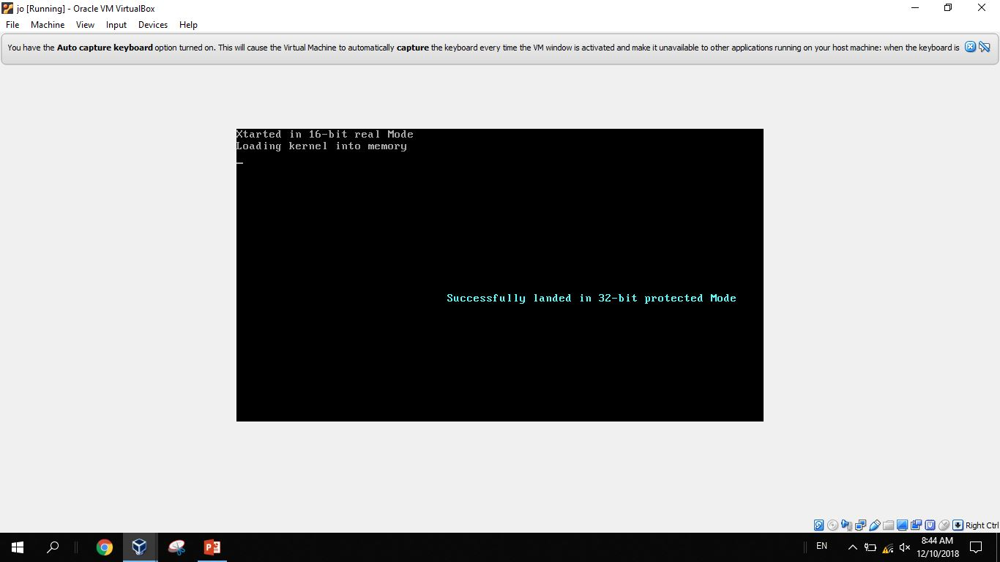 jo [Running] - Oracle VM VirtualBox
File Machine View Input Devices Help
You have the Auto capture keyboard option turned on. This will cause the Virtual Machine to automatically capture the keyboard every time the VM window is activated and make it unavailable to other applications running on your host machine: when the keyboard is
Xtarted in 16-bit real Mode
Loading kernel into memory
Successfully landed in 32-bit protected Mode
Right Ctrl
EN
8:44 AM
12/10/2018